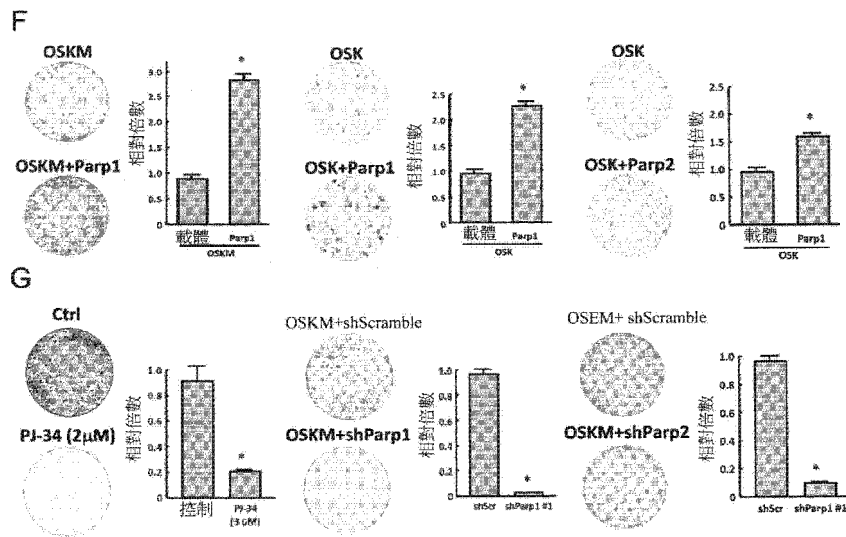 F
OSKM
OSKM+Parp1
相對倍數
3.0
2.5
2.0
1.5
1.0
0.5
0
載體
Parp1
OSKM
OSK
OSK+Parp1
相對倍數
2.5
2.0
1.5
1.0
0.5
0
載體
Parp1
OSK
OSK
OSK+Parp2
相對倍數
2.5
2.0
1.5
1.0
0.5
0
載體
Parp1
OSK
G
Ctrl
PJ-34 (2μM)
相對倍數
1.0
0.8
0.6
0.4
0.2
0
控制
PJ-34
(3 μM)
OSKM+shScramble
OSKM+shParp1
相對倍數
1.0
0.8
0.6
0.4
0.2
0
shScr
shParp1 #1
OSEM+ shScramble
OSKM+shParp2
相對倍數
1.0
0.8
0.6
0.4
0.2
0
shScr
shParp1 #1